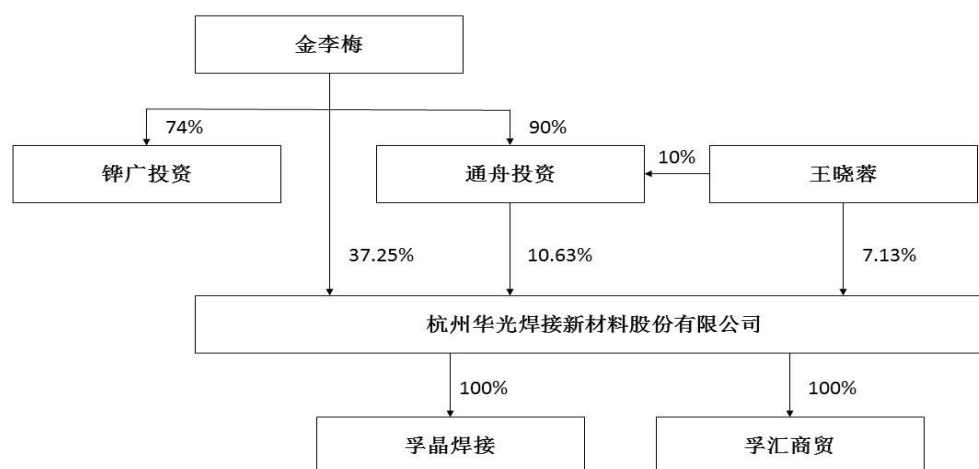 金李梅
74%
90%
铧广投资
通舟投资
10%
王晓蓉
37.25%
10.63%
7.13%
杭州华光焊接新材料股份有限公司
100%
100%
孚晶焊接
孚汇商贸